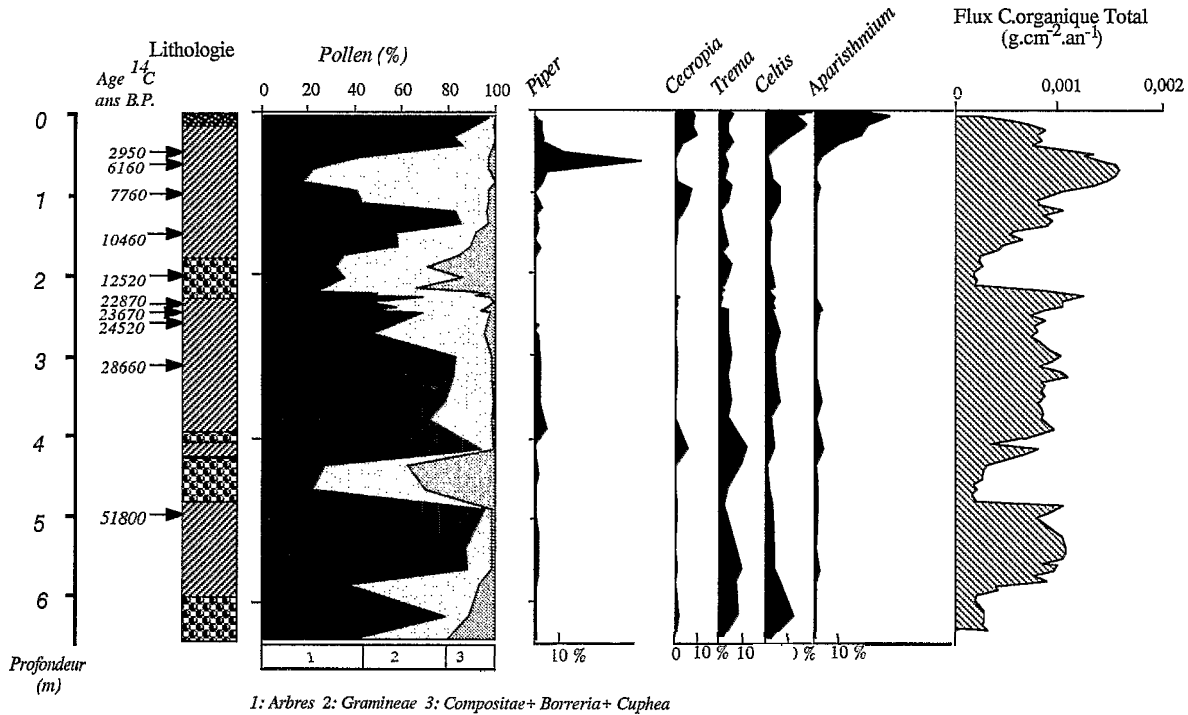 Flux C.organique Total
(g.cm-2.an-1)
Lithologie
Age 14C
ans B.P.
Pollen (%)
Piper
Cecropia
Trema
Celtis
Aparisthmium
0 20 40 60 80 100
0 0,001 0,002
0
1
2
3
4
5
6
2950
6160
7760
10460
12520
22870
23670
24520
28660
51800
Profondeur
(m)
1 2 3
10 %
0 10 % 10 ) % 10 %
1: Arbres 2: Gramineae 3: Compositae+ Borreria+ Cuphea